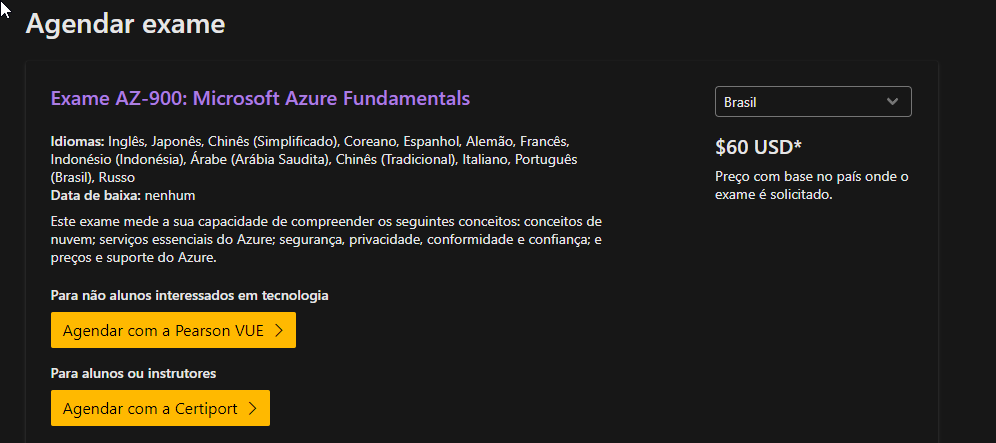 Agendar exame
Exame AZ-900: Microsoft Azure Fundamentals
Idiomas: Inglês, Japonês, Chinês (Simplificado), Coreano, Espanhol, Alemão, Francês,
Indonésio (Indonésia), Árabe (Arábia Saudita), Chinês (Tradicional), Italiano, Português
(Brasil), Russo
Data de baixa: nenhum
Este exame mede a sua capacidade de compreender os seguintes conceitos: conceitos de
nuvem; serviços essenciais do Azure; segurança, privacidade, conformidade e confiança; e
preços e suporte do Azure.
Para não alunos interessados em tecnologia
Agendar com a Pearson VUE
Para alunos ou instrutores
Agendar com a Certiport
Brasil
$60 USD*
Preço com base no país onde o
exame é solicitado.